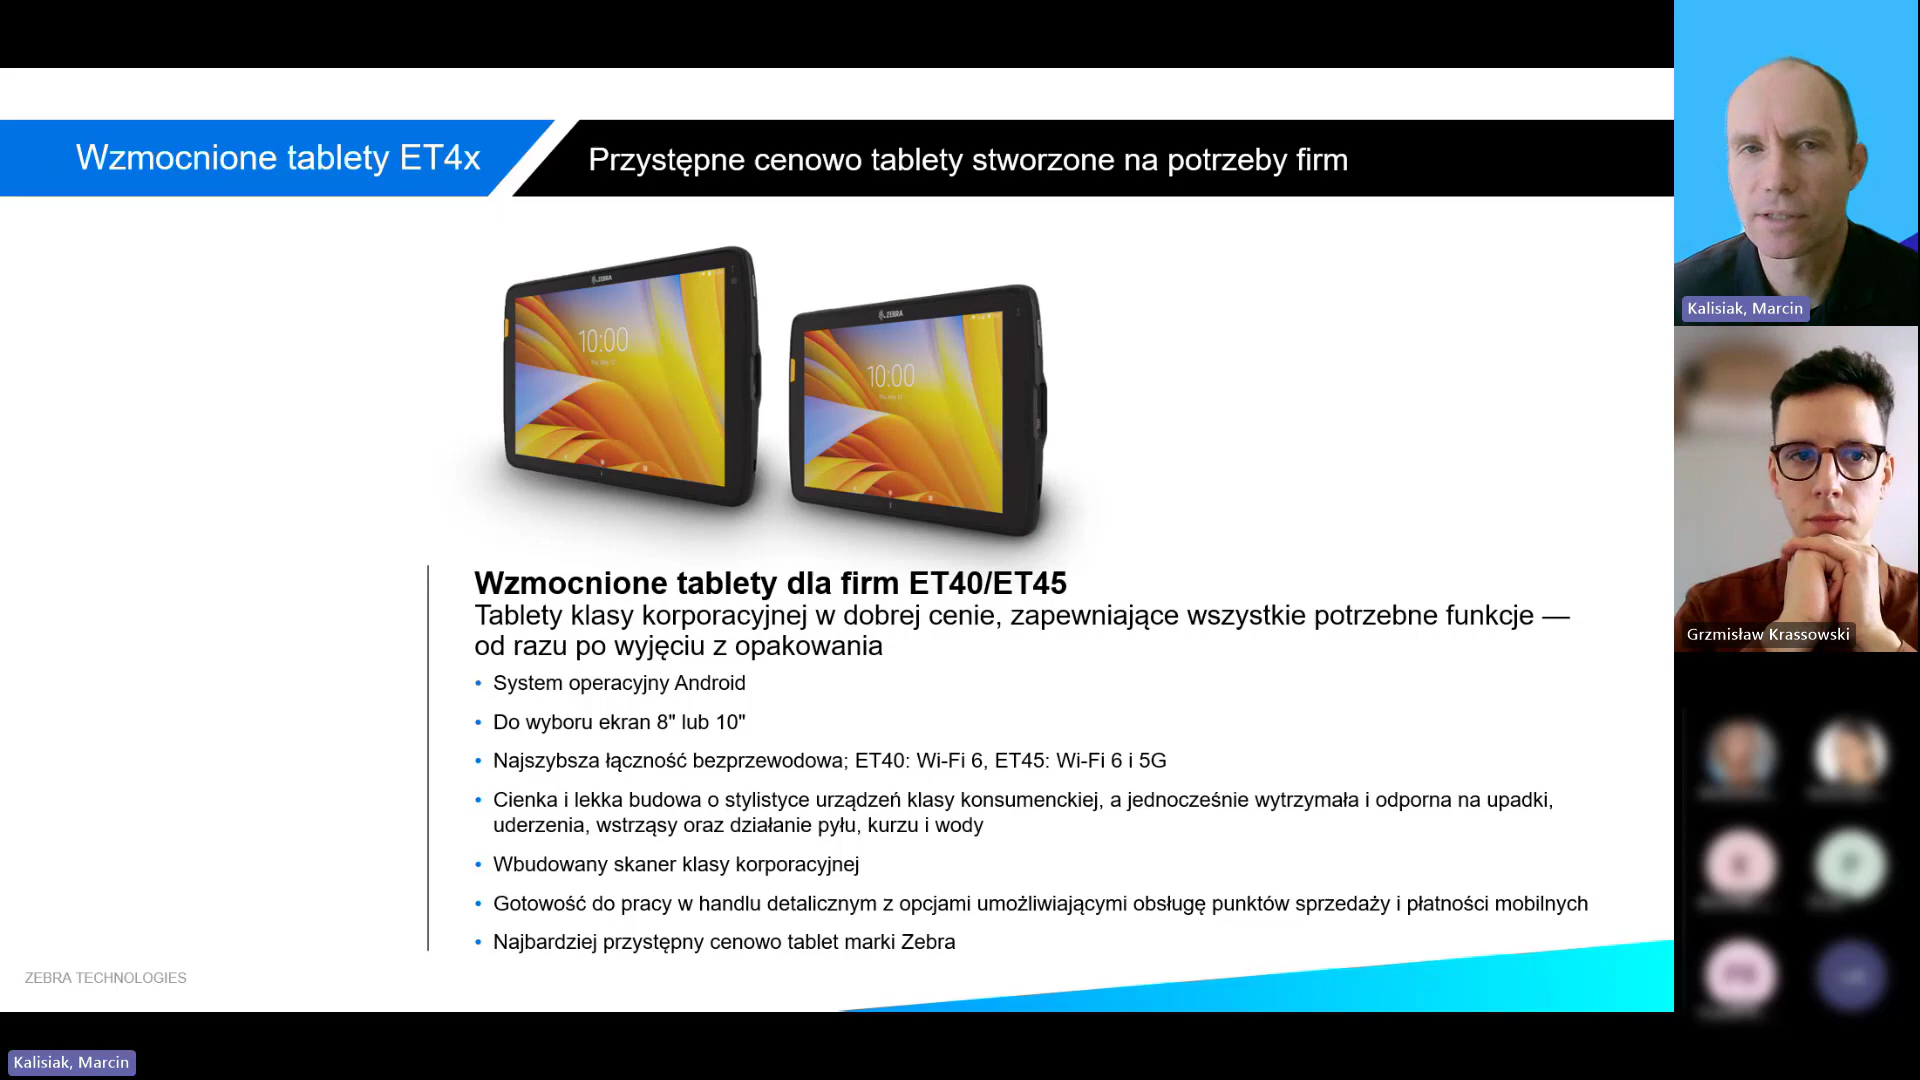 Wzmocnione tablety ET4x
Przystępne cenowo tablety stworzone na potrzeby firm
ZEBRA
10:00
ZEBRA
10:00
Wzmocnione tablety dla firm ET40/ET45
Tablety klasy korporacyjnej w dobrej cenie, zapewniające wszystkie potrzebne funkcje —
od razu po wyjęciu z opakowania
• System operacyjny Android
• Do wyboru ekran 8" lub 10"
• Najszybsza łączność bezprzewodowa; ET40: Wi-Fi 6, ET45: Wi-Fi 6 i 5G
• Cienka i lekka budowa o stylistyce urządzeń klasy konsumenckiej, a jednocześnie wytrzymała i odporna na upadki,
uderzenia, wstrząsy oraz działanie pyłu, kurzu i wody
• Wbudowany skaner klasy korporacyjnej
• Gotowość do pracy w handlu detalicznym z opcjami umożliwiającymi obsługę punktów sprzedaży i płatności mobilnych
• Najbardziej przystępny cenowo tablet marki Zebra
ZEBRA TECHNOLOGIES
Kalisiak, Marcin
Kalisiak, Marcin
Grzmisław Krassowski